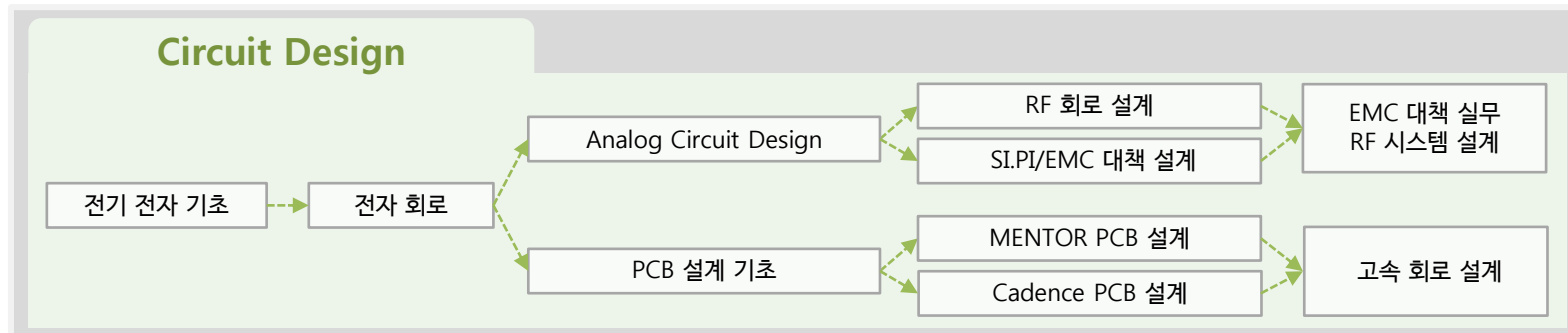 Circuit Design
전기 전자 기초
전자 회로
Analog Circuit Design
PCB 설계 기초
RF 회로 설계
SI.PI/EMC 대책 설계
MENTOR PCB 설계
Cadence PCB 설계
EMC 대책 실무
RF 시스템 설계
고속 회로 설계